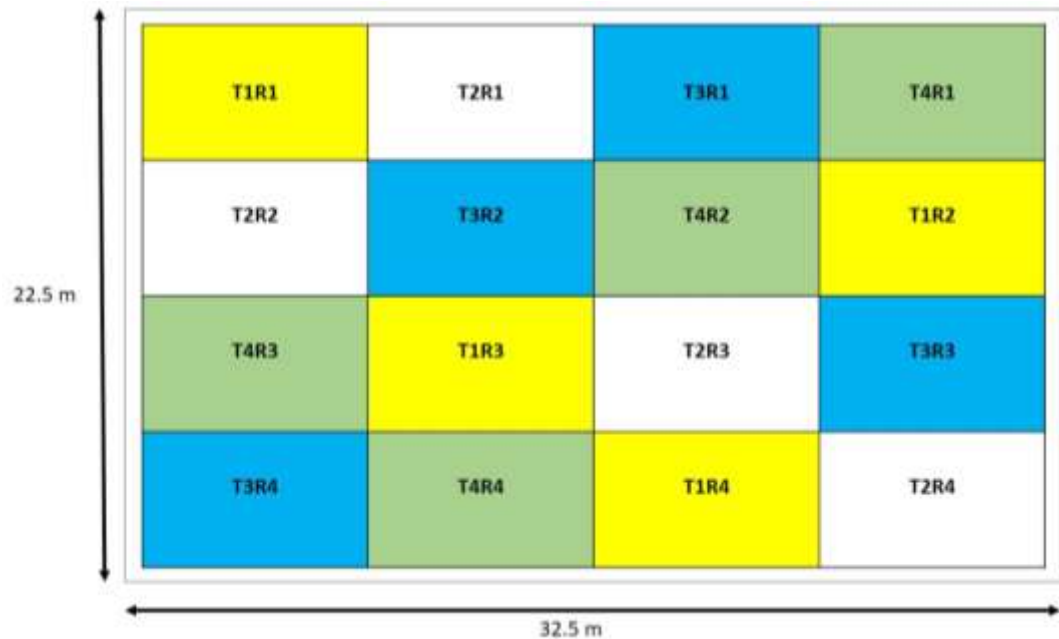 T1R1 T2R1 T3R1 T4R1
T2R2 T3R2 T4R2 T1R2
22.5 m
T4R3 T1R3 T2R3 T3R3
T3R4 T4R4 T1R4 T2R4
32.5 m